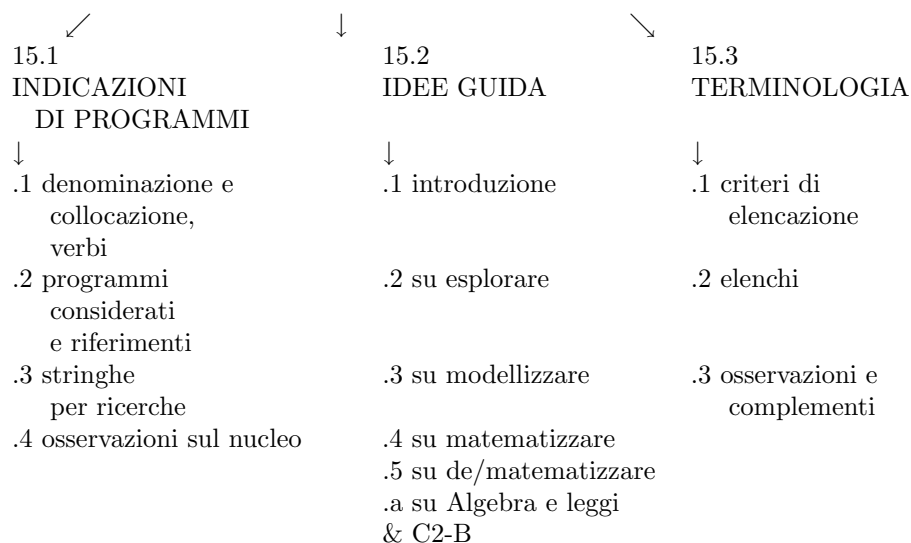 ↙ ↓ ↘
15.1 15.2 15.3
INDICAZIONI IDEE GUIDA TERMINOLOGIA
DI PROGRAMMI
↓ ↓ ↓
.1 denominazione e .1 introduzione .1 criteri di
collocazione, elencazione
verbi
.2 programmi .2 su esplorare .2 elenchi
considerati
e riferimenti
.3 stringhe .3 su modellizzare .3 osservazioni e
per ricerche complementi
.4 osservazioni sul nucleo .4 su matematizzare
.5 su de/matematizzare
.a su Algebra e leggi
& C2-B